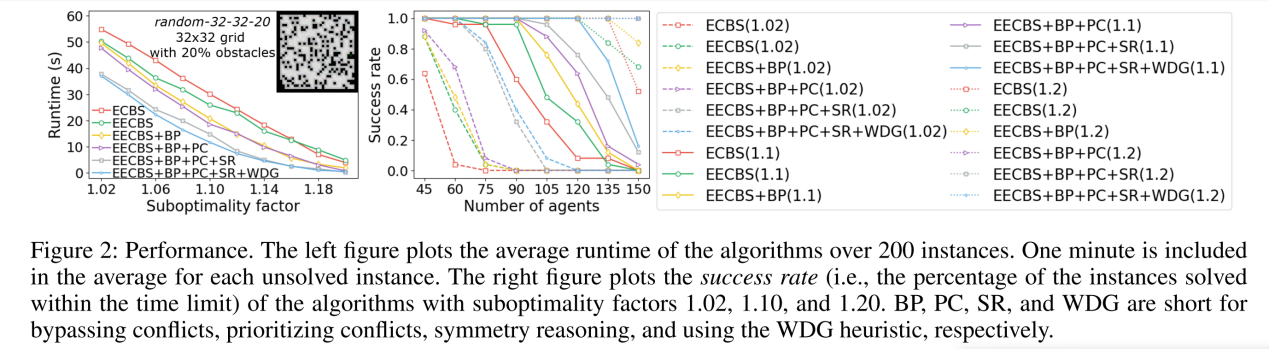 60
50
40
30
20
10
0
Runtime (s)
random-32-32-20
32x32 grid
with 20% obstacles
ECBS
EECBS
EECBS+BP
EECBS+BP+PC
EECBS+BP+PC+SR
EECBS+BP+PC+SR+WDG
1.02 1.06 1.10 1.14 1.18
Suboptimality factor
1.0
0.8
0.6
0.4
0.2
0.0
Success rate
45 60 75 90 105 120 135 150
Number of agents
ECBS(1.02)
EECBS(1.02)
EECBS+BP(1.02)
EECBS+BP+PC(1.02)
EECBS+BP+PC+SR(1.02)
EECBS+BP+PC+SR+WDG(1.02)
ECBS(1.1)
EECBS(1.1)
EECBS+BP(1.1)
EECBS+BP+PC(1.1)
EECBS+BP+PC+SR(1.1)
EECBS+BP+PC+SR+WDG(1.1)
ECBS(1.2)
EECBS(1.2)
EECBS+BP(1.2)
EECBS+BP+PC(1.2)
EECBS+BP+PC+SR(1.2)
EECBS+BP+PC+SR+WDG(1.2)
Figure 2: Performance. The left figure plots the average runtime of the algorithms over 200 instances. One minute is included
in the average for each unsolved instance. The right figure plots the success rate (i.e., the percentage of the instances solved
within the time limit) of the algorithms with suboptimality factors 1.02, 1.10, and 1.20. BP, PC, SR, and WDG are short for
bypassing conflicts, prioritizing conflicts, symmetry reasoning, and using the WDG heuristic, respectively.